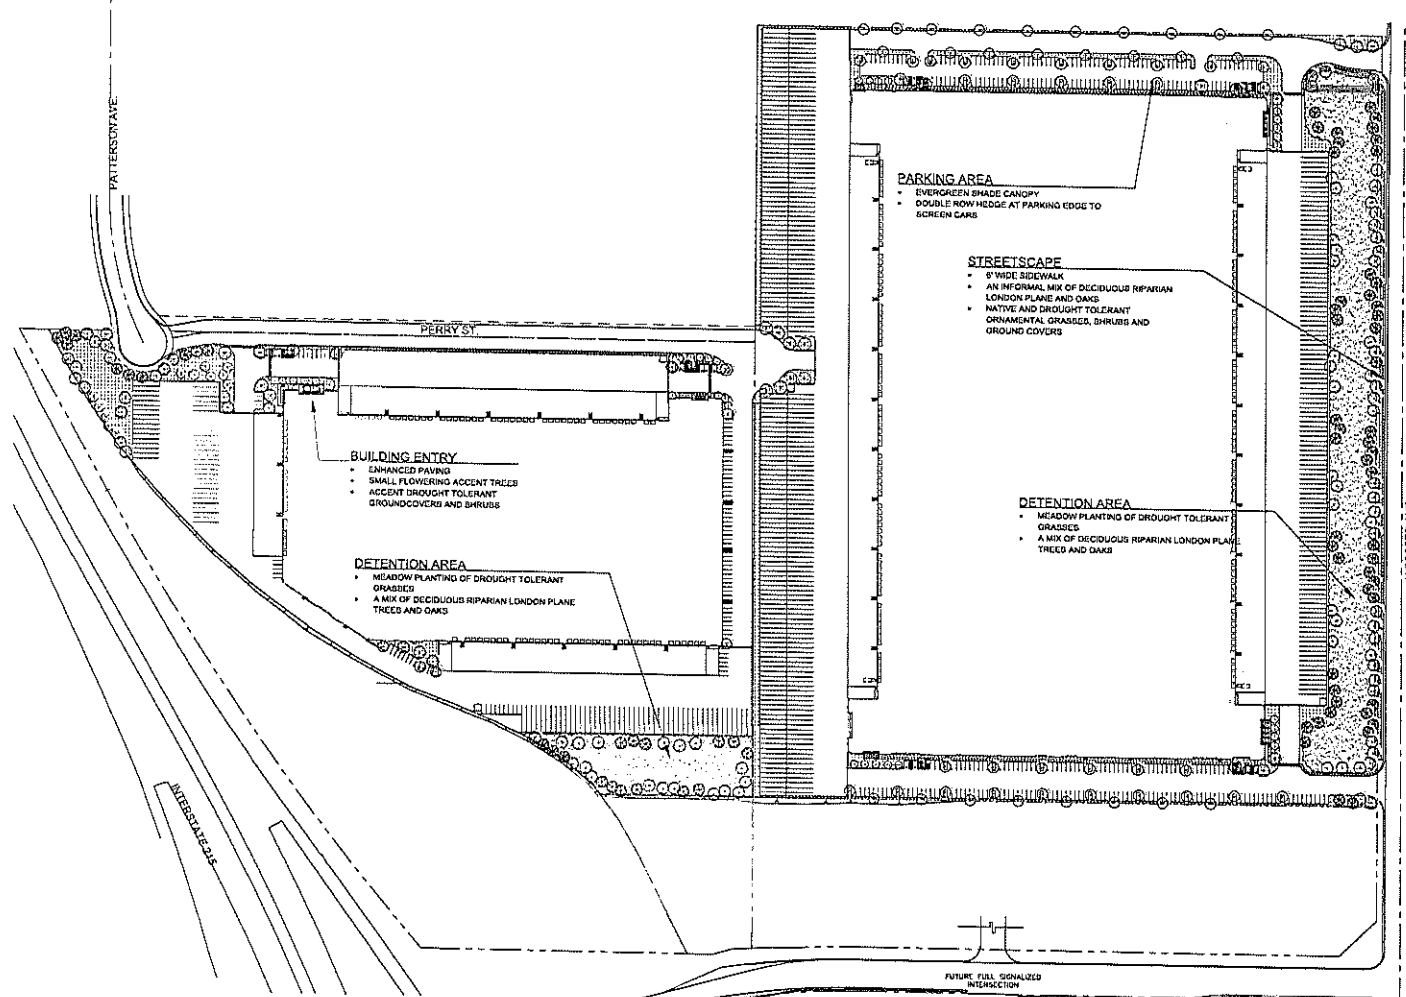 PATTERSON AVE.
PARKING AREA
• EVERGREEN SHADE CANOPY
• DOUBLE ROW HEDGE AT PARKING EDGE TO
SCREEN CARS
STREETSCAPE
• 6' WIDE SIDEWALK
• AN INFORMAL MIX OF DECIDUOUS RIPARIAN
LONDON PLANE AND OAKS
• NATIVE AND DROUGHT TOLERANT
ORNAMENTAL GRASSES, SHRUBS AND
GROUND COVERS
PERRY ST.
BUILDING ENTRY
• ENHANCED PAVING
• SMALL FLOWERING ACCENT TREES
• ACCENT DROUGHT TOLERANT
GROUNDCOVERS AND SHRUBS
DETENTION AREA
• MEADOW PLANTING OF DROUGHT TOLERANT
GRASSES
• A MIX OF DECIDUOUS RIPARIAN LONDON PLANE
TREES AND OAKS
DETENTION AREA
• MEADOW PLANTING OF DROUGHT TOLERANT
GRASSES
• A MIX OF DECIDUOUS RIPARIAN LONDON PLANE
TREES AND OAKS
INTERSTATE 215
FUTURE FULL SIGNALIZED
INTERSECTION